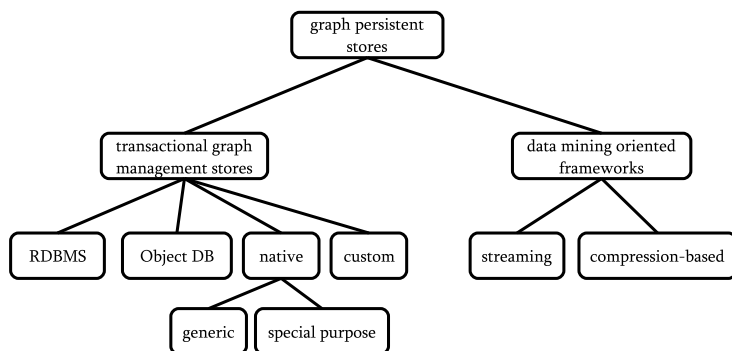 graph persistent
stores
transactional graph
management stores
data mining oriented
frameworks
RDBMS
Object DB
native
custom
streaming
compression-based
generic
special purpose